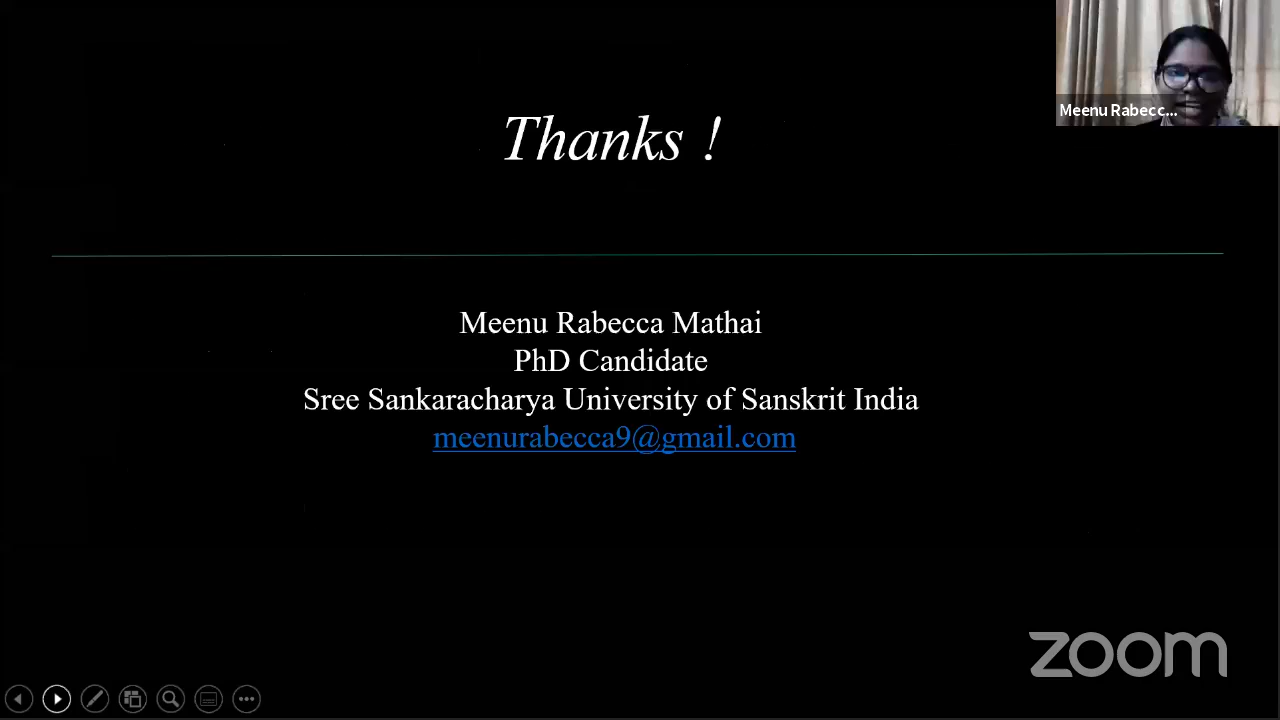 Thanks !
Meenu Rabecc...
Meenu Rabecca Mathai
PhD Candidate
Sree Sankaracharya University of Sanskrit India
meenurabecca9@gmail.com
zoom